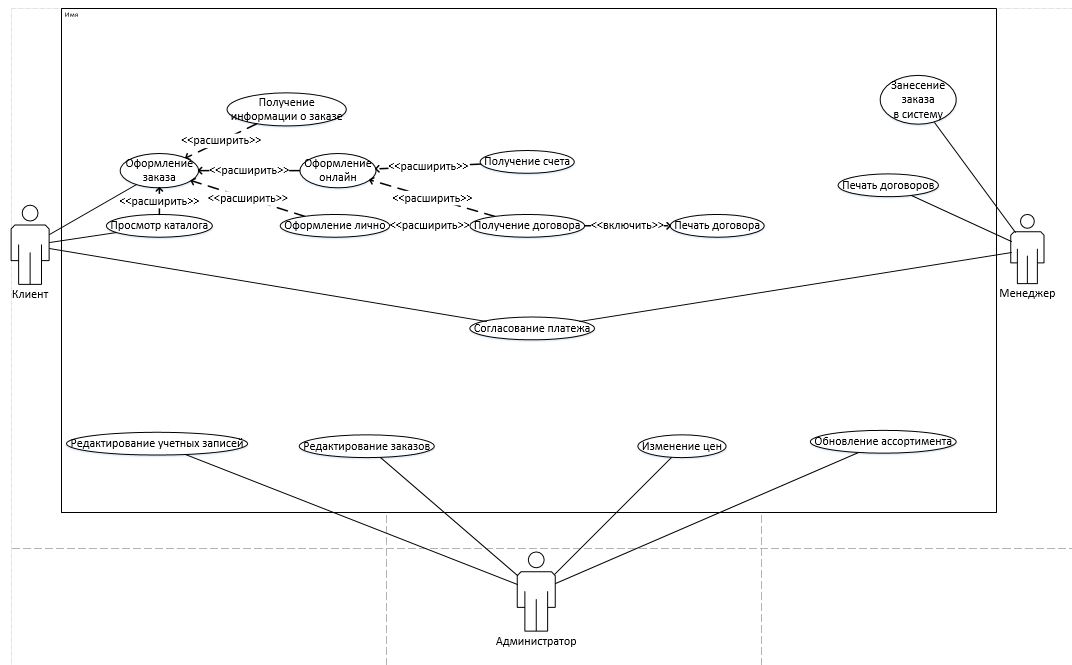 Имя
Получение
информации о заказе
Занесение
заказа
в систему
<<расширить>>
Оформление
заказа
<<расширить>>
Оформление
онлайн
<<расширить>>
Получение счета
Печать договоров
<<расширить>>
<<расширить>>
<<расширить>>
Просмотр каталога
Оформление лично
<<расширить>>
Получение договора
<<включить>>
Печать договора
Клиент
Менеджер
Согласование платежа
Редактирование учетных записей
Редактирование заказов
Изменение цен
Обновление ассортимента
Администратор